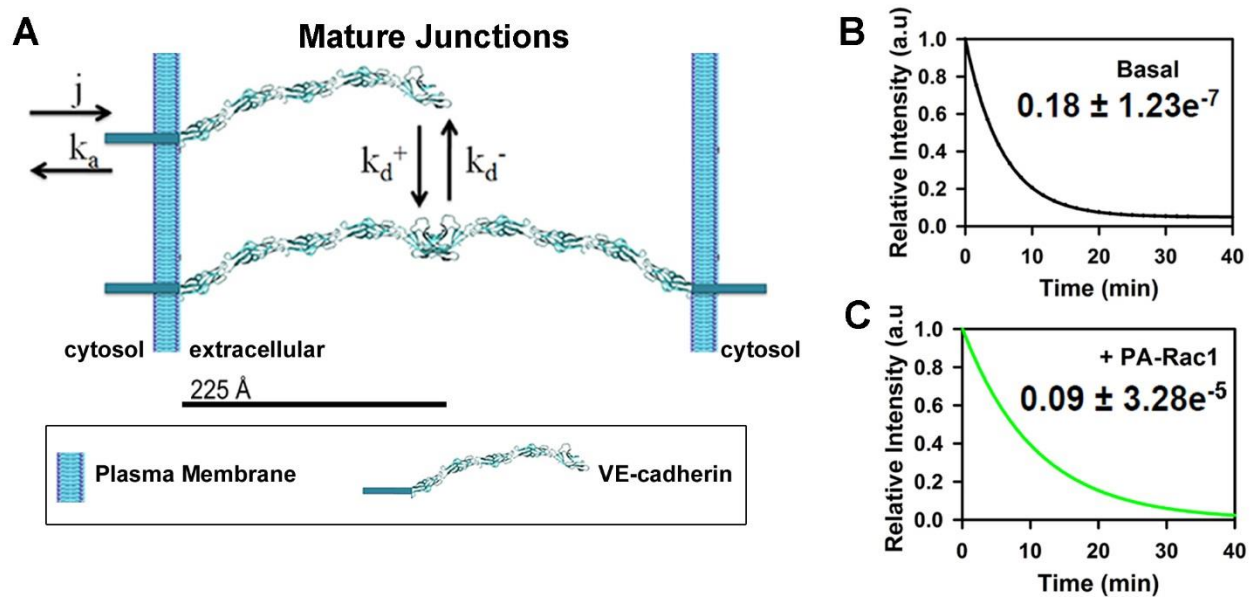 A
Mature Junctions
j
kₐ
k_d⁺
k_d⁻
cytosol
extracellular
cytosol
225 Å
Plasma Membrane
VE-cadherin
B
Relative Intensity (a.u
1.0
0.8
0.6
0.4
0.2
0.0
Basal
0.18 ± 1.23e⁻⁷
0 10 20 30 40
Time (min)
C
Relative Intensity (a.u
1.0
0.8
0.6
0.4
0.2
0.0
+ PA-Rac1
0.09 ± 3.28e⁻⁵
0 10 20 30 40
Time (min)